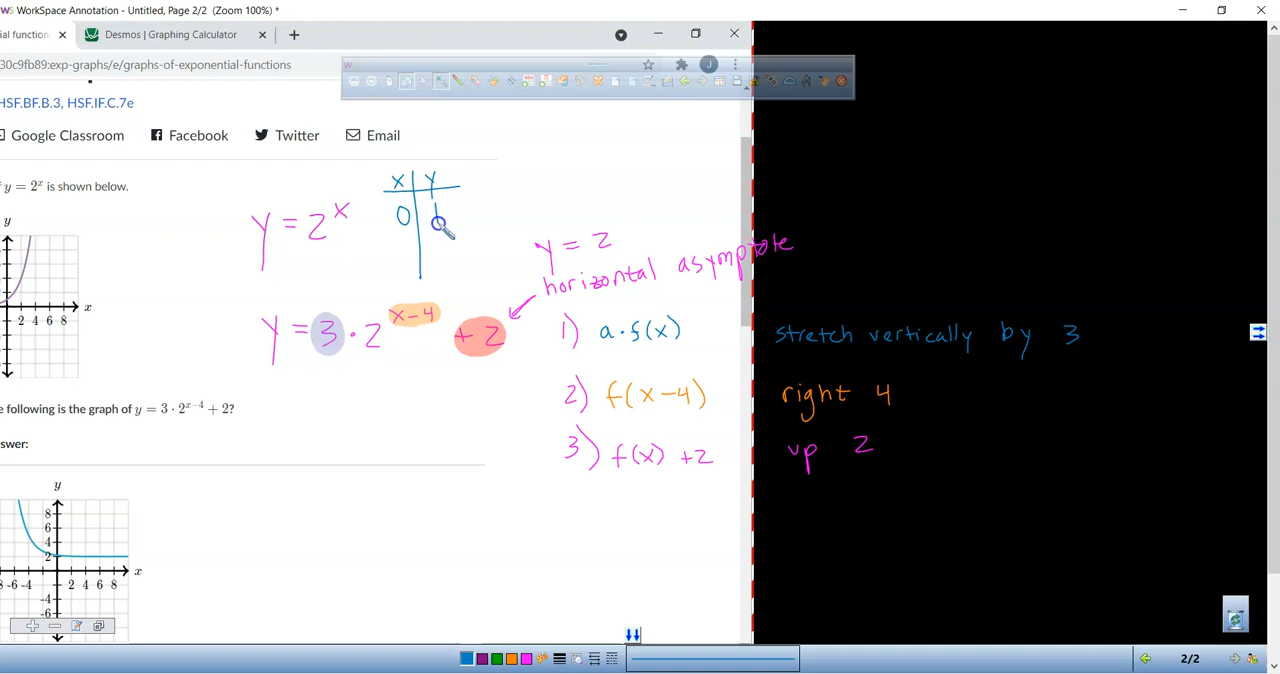 WorkSpace Annotation - Untitled, Page 2/2 (Zoom 100%) *
ial function
Desmos | Graphing Calculator
30c9fb89:exp-graphs/e/graphs-of-exponential-functions
J
HSF.BF.B.3, HSF.IF.C.7e
Google Classroom Facebook Twitter Email
f y = 2^x is shown below.
y
x
2 4 6 8
y = 2^x
x y
0 1
y = 2
horizontal asymptote
y = 3 · 2^(x-4) + 2
1) a·f(x) stretch vertically by 3
2) f(x-4) right 4
3) f(x) +2 up 2
e following is the graph of y = 3 · 2^(x-4) + 2?
swer:
y
8
6
4
2
8 -6 -4 2 4 6 8 x
-4
-6
2/2